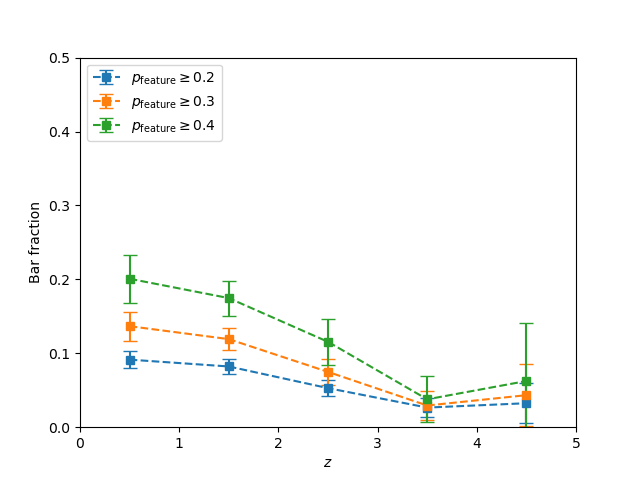 p_feature ≥ 0.2
p_feature ≥ 0.3
p_feature ≥ 0.4
Bar fraction
0.5
0.4
0.3
0.2
0.1
0.0
0 1 2 3 4 5
z